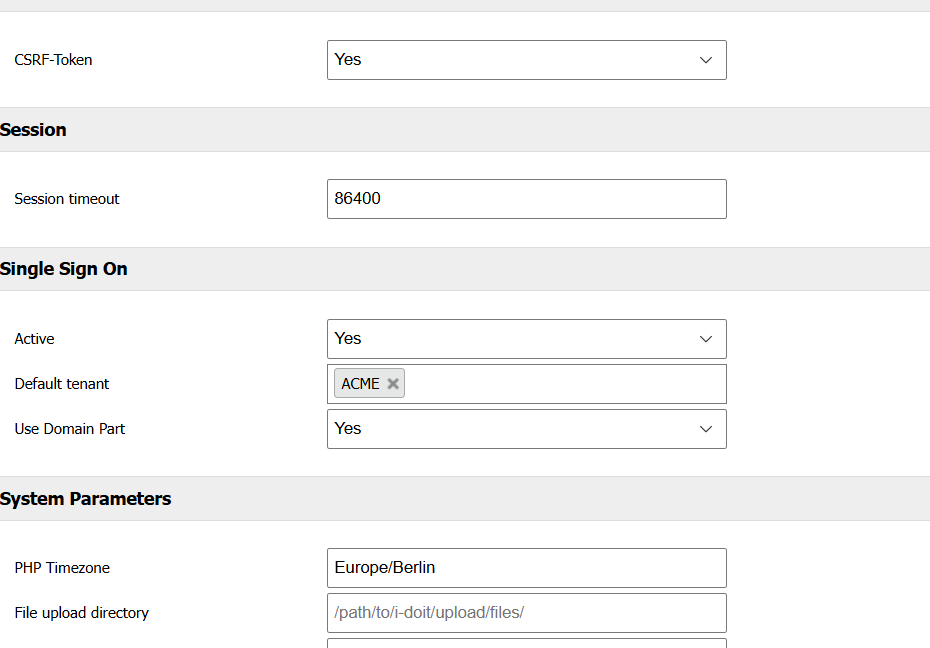 CSRF-Token Yes
Session
Session timeout 86400
Single Sign On
Active Yes
Default tenant ACME
Use Domain Part Yes
System Parameters
PHP Timezone Europe/Berlin
File upload directory /path/to/i-doit/upload/files/